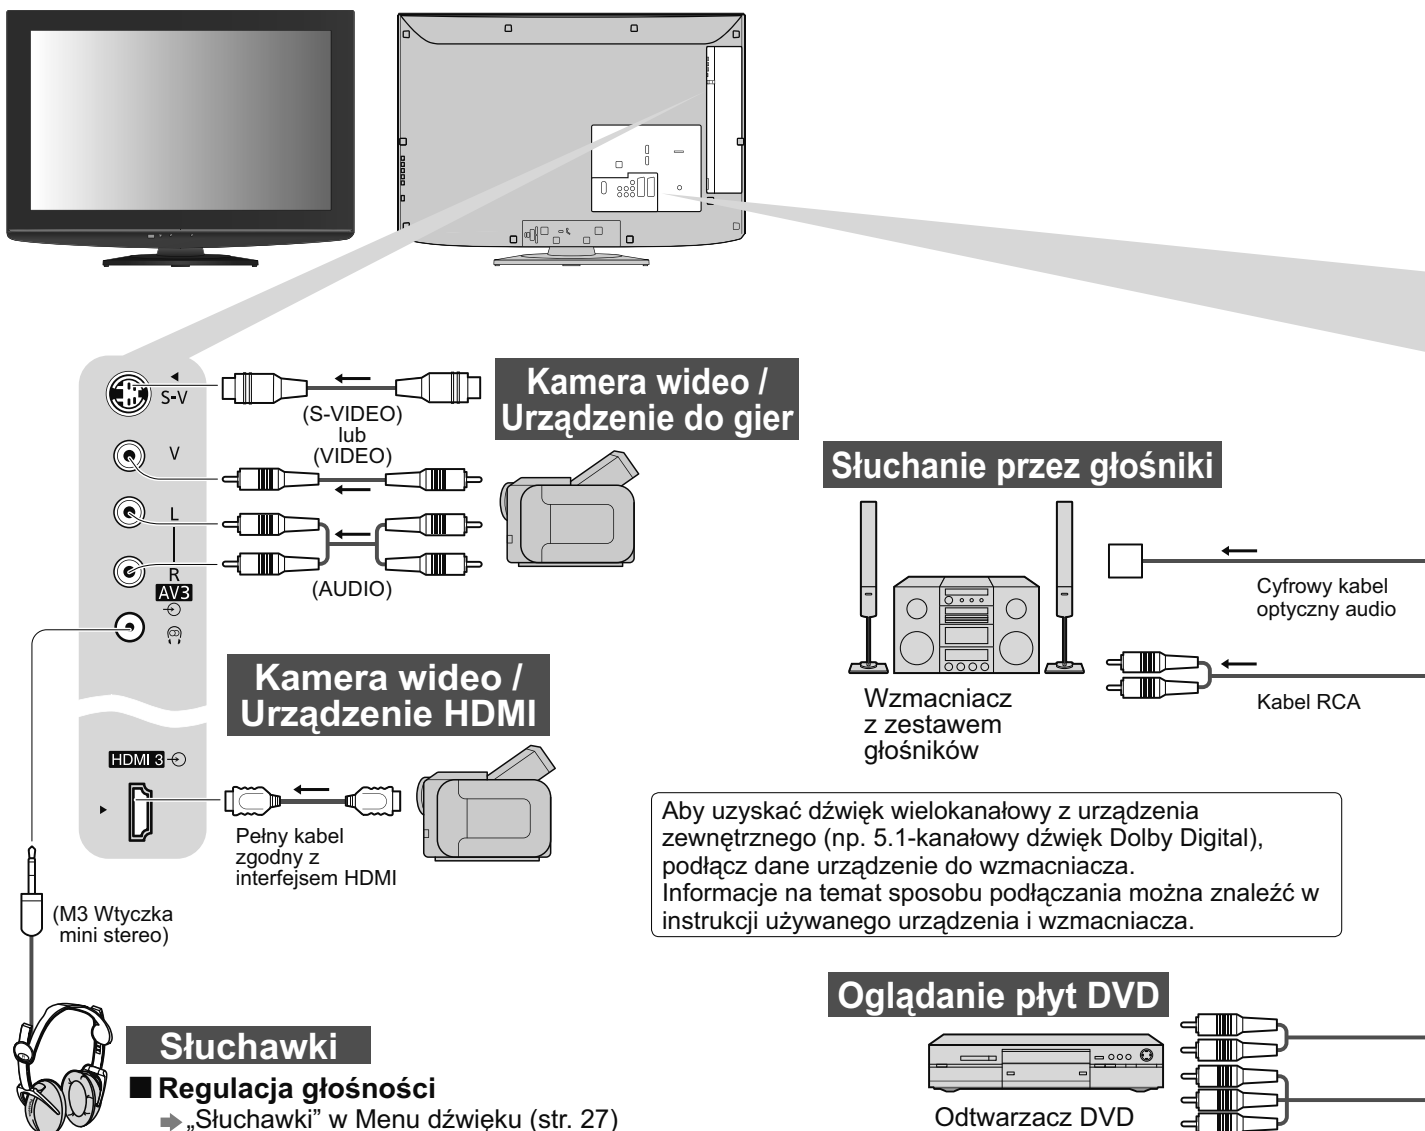 S-V
V
L
R
AV3
(S-VIDEO)
lub
(VIDEO)
(AUDIO)
Kamera wideo /
Urządzenie do gier
Słuchanie przez głośniki
Cyfrowy kabel
optyczny audio
Kabel RCA
Wzmacniacz
z zestawem
głośników
Kamera wideo /
Urządzenie HDMI
HDMI 3
Pełny kabel
zgodny z
interfejsem HDMI
Aby uzyskać dźwięk wielokanałowy z urządzenia
zewnętrznego (np. 5.1-kanałowy dźwięk Dolby Digital),
podłącz dane urządzenie do wzmacniacza.
Informacje na temat sposobu podłączania można znaleźć w
instrukcji używanego urządzenia i wzmacniacza.
(M3 Wtyczka
mini stereo)
Oglądanie płyt DVD
Odtwarzacz DVD
Słuchawki
■ Regulacja głośności
„Słuchawki” w Menu dźwięku (str. 27)